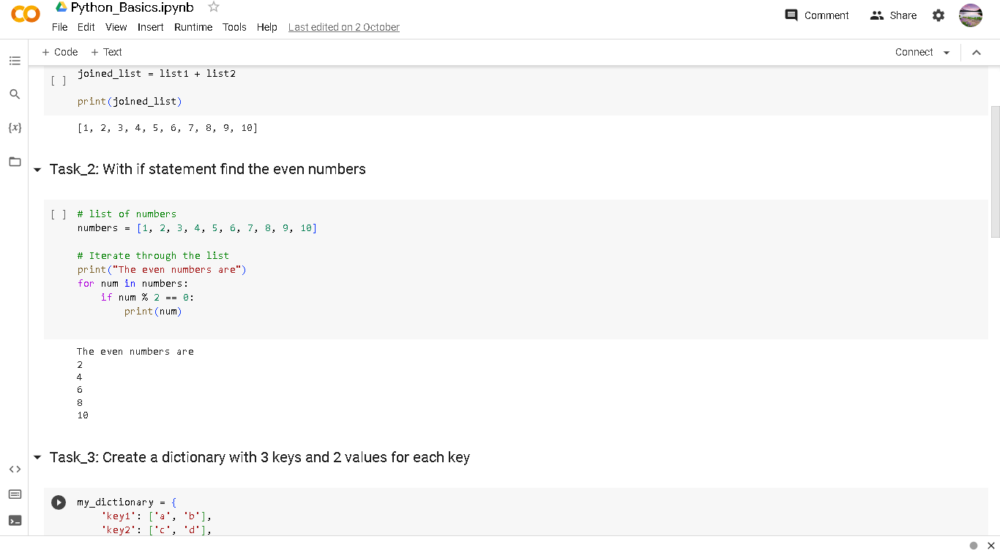 Python_Basics.ipynb
File Edit View Insert Runtime Tools Help Last edited on 2 October
Comment Share
+ Code + Text
Connect
joined_list = list1 + list2
[ ]
print(joined_list)
[1, 2, 3, 4, 5, 6, 7, 8, 9, 10]
{x}
Task_2: With if statement find the even numbers
[ ] # list of numbers
numbers = [1, 2, 3, 4, 5, 6, 7, 8, 9, 10]
# Iterate through the list
print("The even numbers are")
for num in numbers:
    if num % 2 == 0:
        print(num)
The even numbers are
2
4
6
8
10
Task_3: Create a dictionary with 3 keys and 2 values for each key
my_dictionary = {
    'key1': ['a', 'b'],
    'key2': ['c', 'd'],